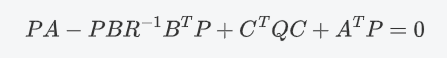 $PA - PBR^{-1}B^{T}P + C^{T}QC + A^{T}P = 0$